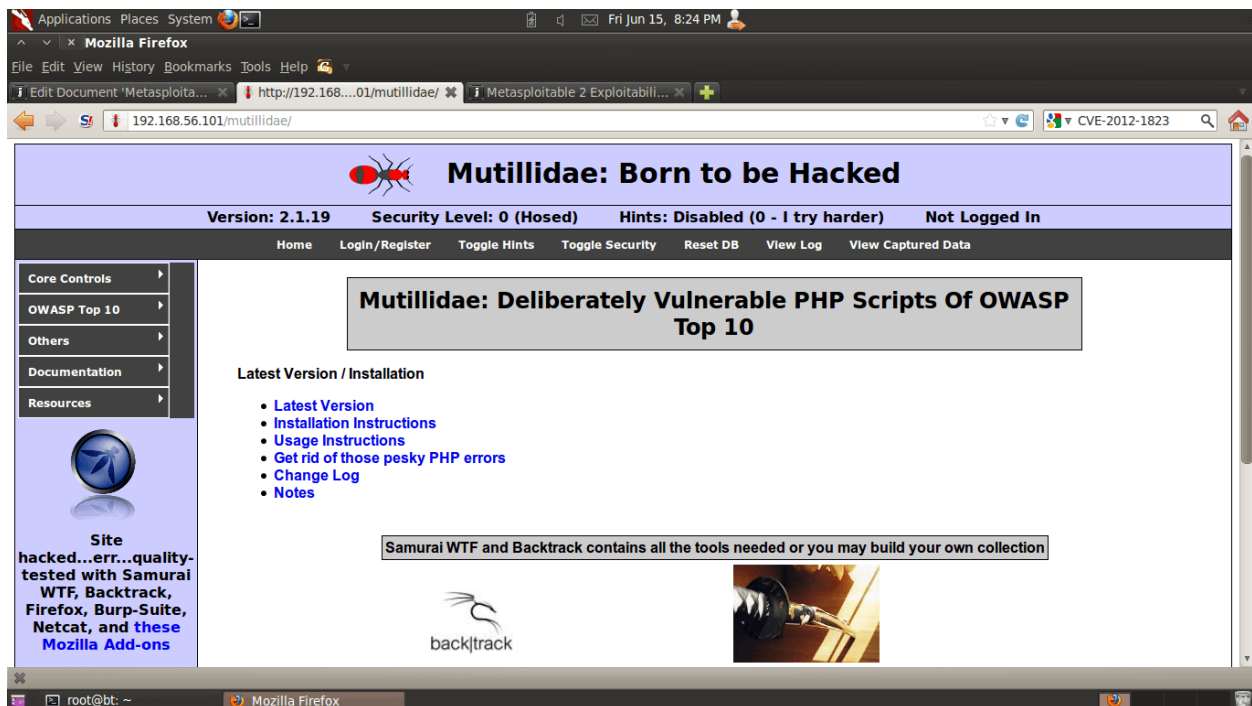 Applications Places System Fri Jun 15, 8:24 PM
Mozilla Firefox
File Edit View History Bookmarks Tools Help
Edit Document 'Metasploita... http://192.168....01/mutillidae/ Metasploitable 2 Exploitabili...
192.168.56.101/mutillidae/ CVE-2012-1823
Mutillidae: Born to be Hacked
Version: 2.1.19 Security Level: 0 (Hosed) Hints: Disabled (0 - I try harder) Not Logged In
Home Login/Register Toggle Hints Toggle Security Reset DB View Log View Captured Data
Core Controls
OWASP Top 10
Others
Documentation
Resources
Site
hacked...err...quality-
tested with Samurai
WTF, Backtrack,
Firefox, Burp-Suite,
Netcat, and these
Mozilla Add-ons
Mutillidae: Deliberately Vulnerable PHP Scripts Of OWASP
Top 10
Latest Version / Installation
Latest Version
Installation Instructions
Usage Instructions
Get rid of those pesky PHP errors
Change Log
Notes
Samurai WTF and Backtrack contains all the tools needed or you may build your own collection
back|track
root@bt: ~ Mozilla Firefox